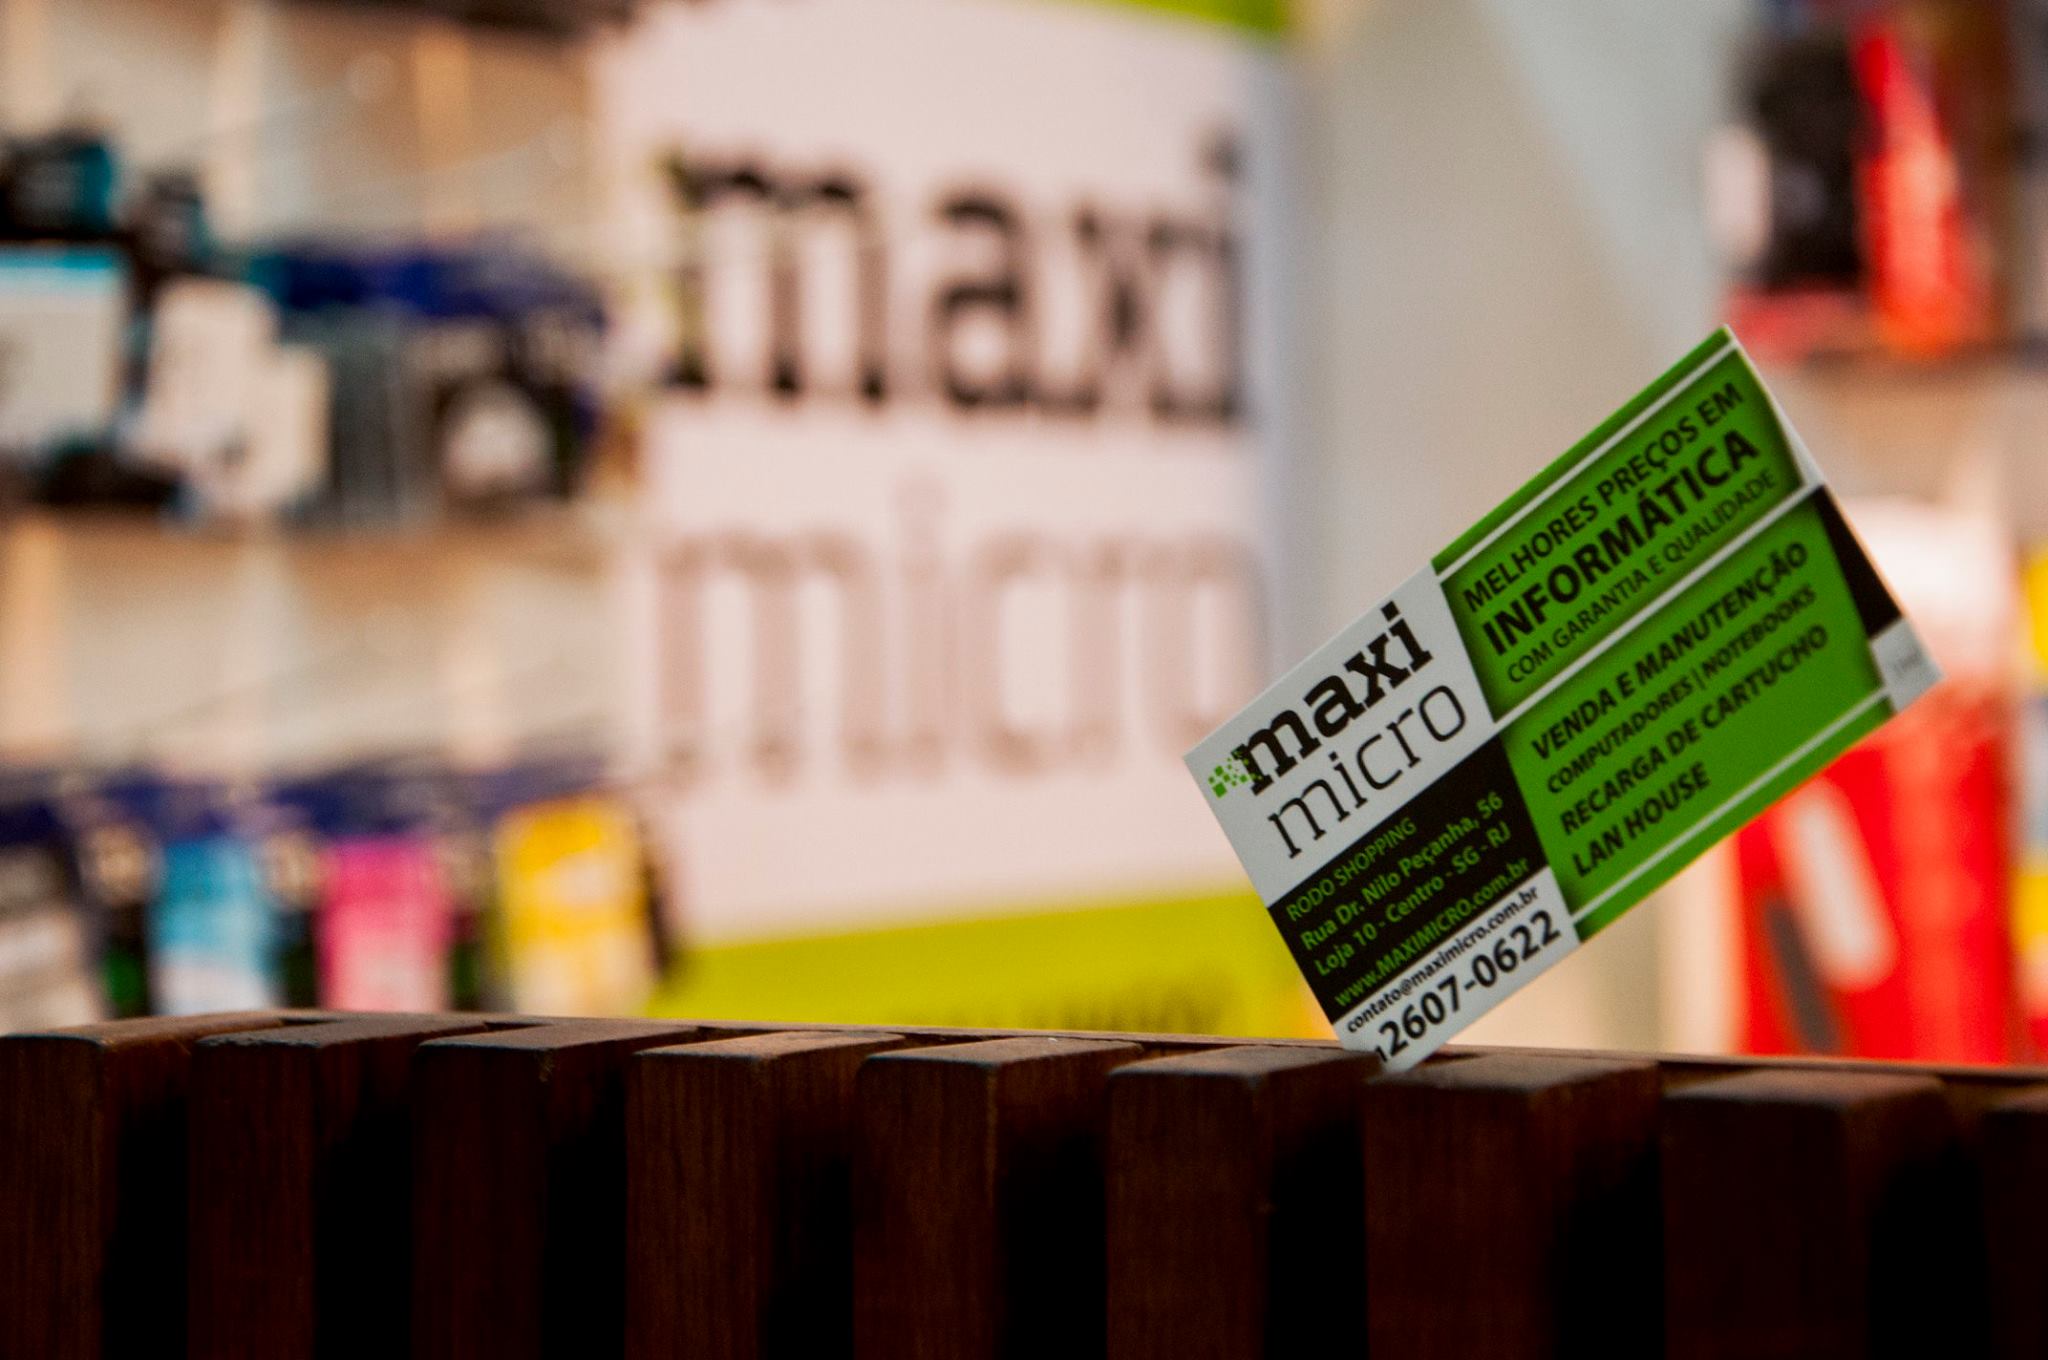 maxi
micro
maxi
micro
RODO SHOPPING
Rua Dr. Nilo Peçanha, 56
Loja 10 - Centro - SG - RJ
www.MAXIMICRO.com.br
contato@maximicro.com.br
2607-0622
MELHORES PREÇOS EM
INFORMÁTICA
COM GARANTIA E QUALIDADE
VENDA E MANUTENÇÃO
COMPUTADORES | NOTEBOOKS
RECARGA DE CARTUCHO
LAN HOUSE